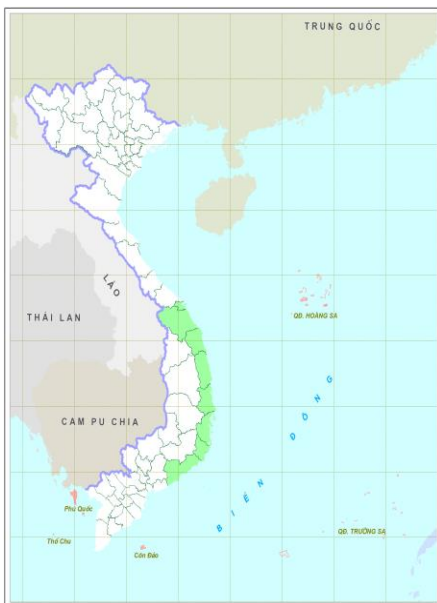 TRUNG QUỐC
LÀO
THÁI LAN
QĐ. HOÀNG SA
CAM PU CHIA
BIỂN ĐÔNG
Phú Quốc
Thổ Chu
Côn Đảo
QĐ. TRƯỜNG SA